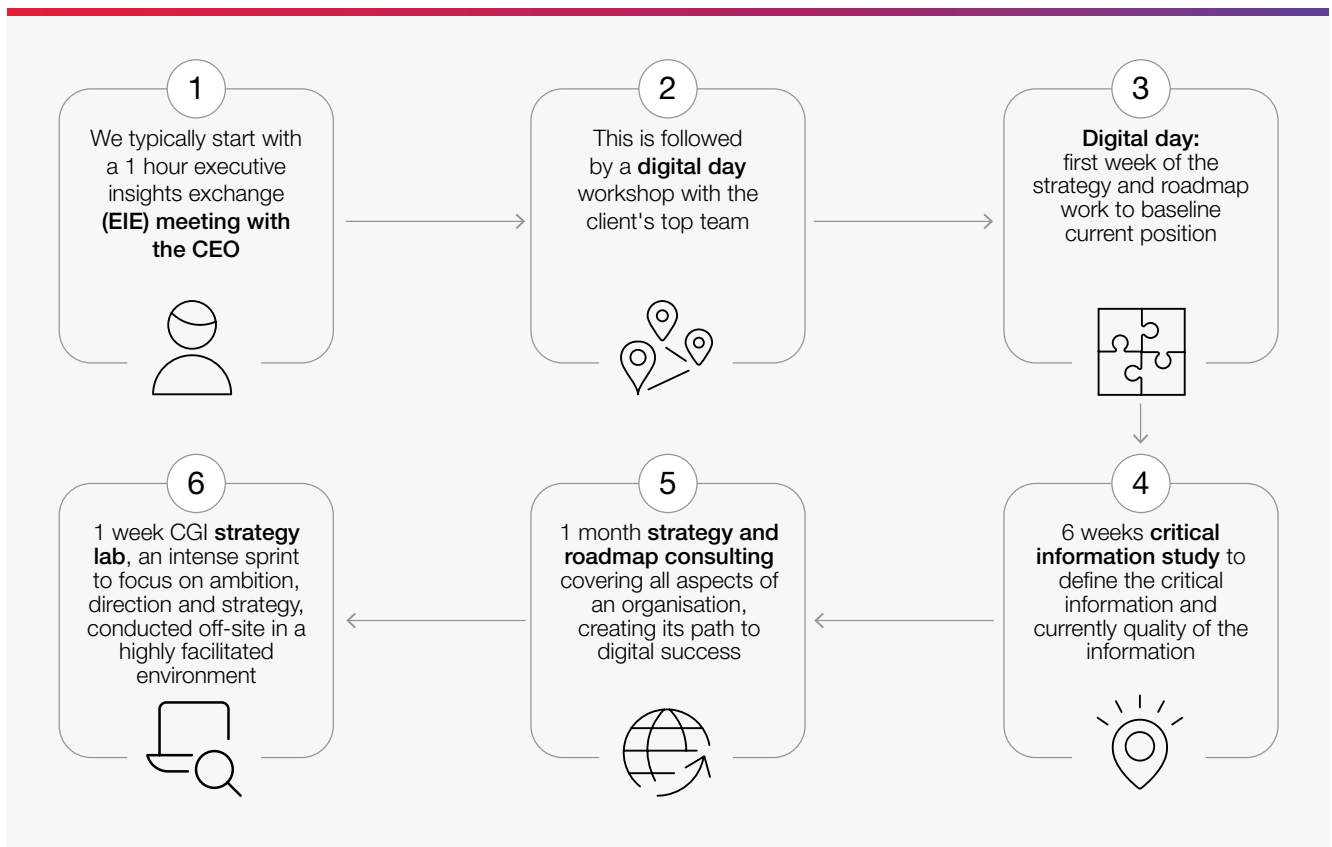 1
We typically start with
a 1 hour executive
insights exchange
(EIE) meeting with
the CEO
2
This is followed
by a digital day
workshop with the
client's top team
3
Digital day:
first week of the
strategy and roadmap
work to baseline
current position
4
6 weeks critical
information study to
define the critical
information and
currently quality of the
information
5
1 month strategy and
roadmap consulting
covering all aspects of
an organisation,
creating its path to
digital success
6
1 week CGI strategy
lab, an intense sprint
to focus on ambition,
direction and strategy,
conducted off-site in a
highly facilitated
environment